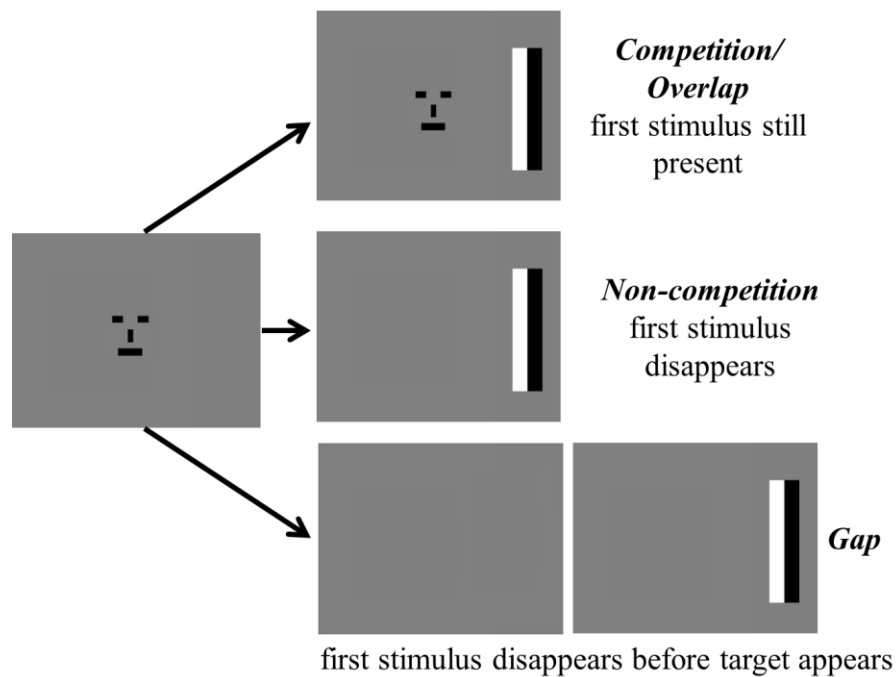 Competition/
Overlap
first stimulus still
present
Non-competition
first stimulus
disappears
Gap
first stimulus disappears before target appears